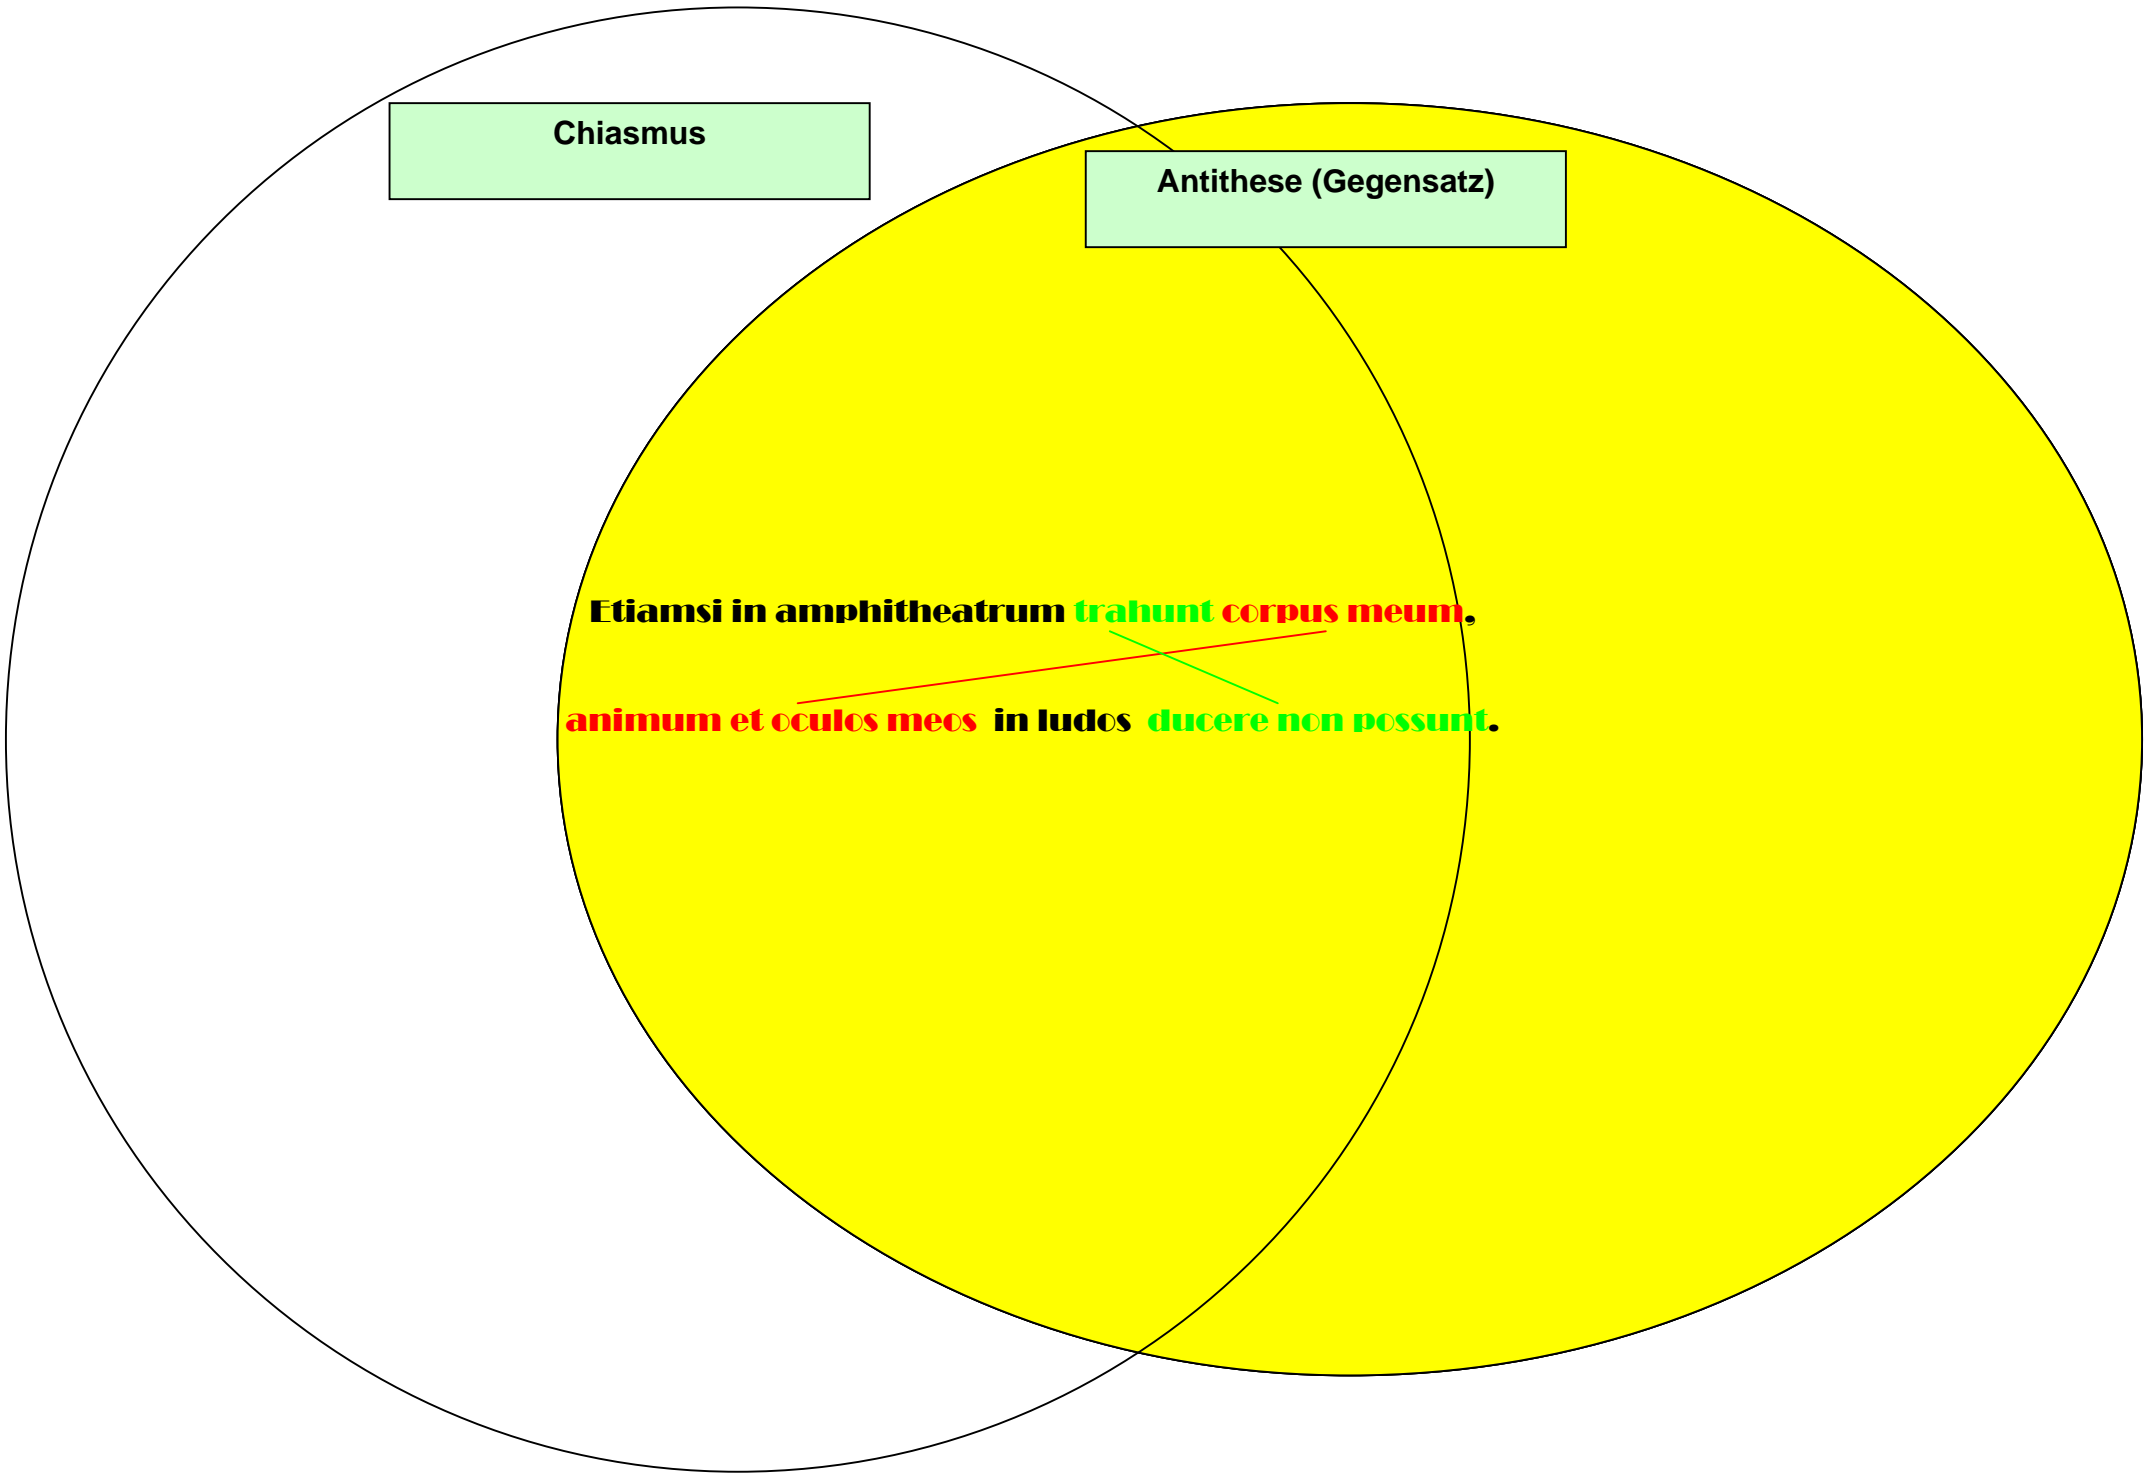 Chiasmus
Antithese (Gegensatz)
Etiamsi in amphitheatrum trahunt corpus meum,
animum et oculos meos in ludos ducere non possunt.